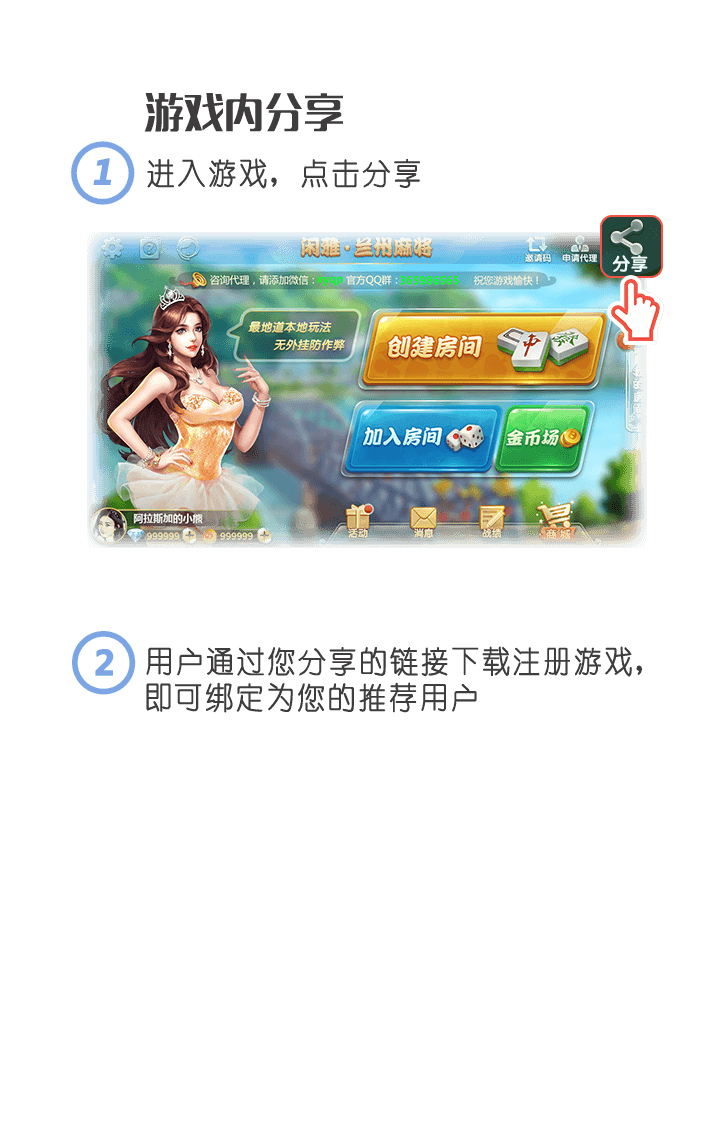 游戏内分享
1 进入游戏，点击分享
闲雅·兰州麻将
邀请码 申请代理 分享
咨询代理，请添加微信： 官方QQ群： 祝您游戏愉快！
最地道本地玩法
无外挂防作弊
创建房间
加入房间 金币场
阿拉斯加的小熊
999999 999999
活动 消息 战绩 商城
2 用户通过您分享的链接下载注册游戏，
即可绑定为您的推荐用户